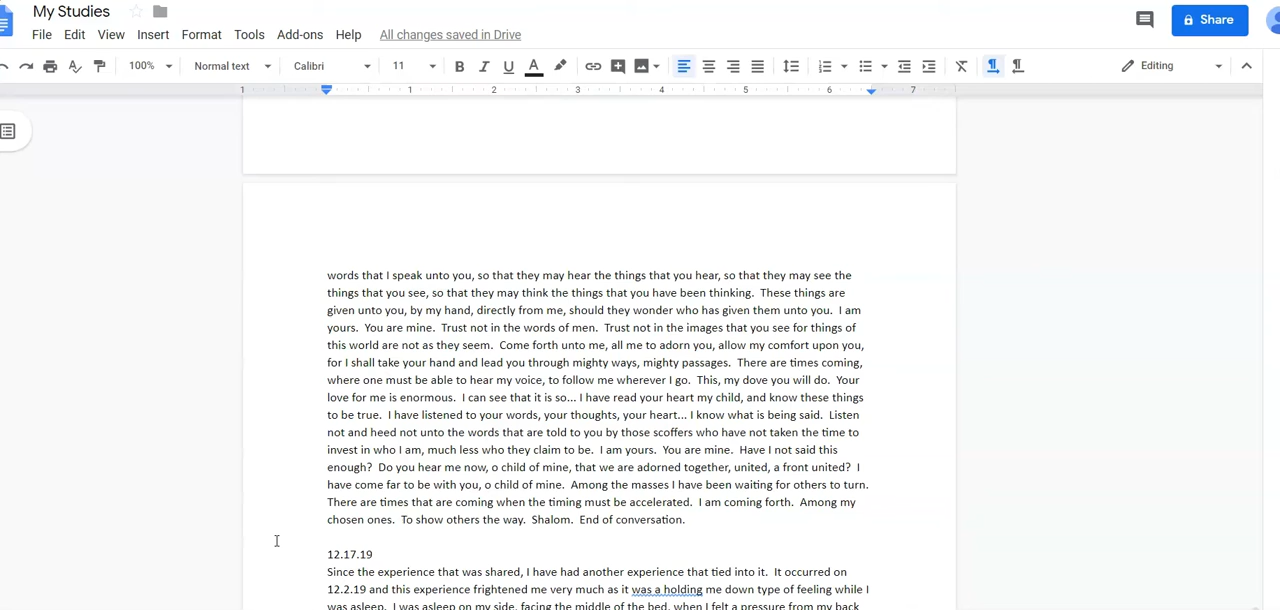 My Studies
File Edit View Insert Format Tools Add-ons Help All changes saved in Drive
Share
100% Normal text Calibri 11 B I U A Editing
1 1 2 3 4 5 6 7
words that I speak unto you, so that they may hear the things that you hear, so that they may see the
things that you see, so that they may think the things that you have been thinking. These things are
given unto you, by my hand, directly from me, should they wonder who has given them unto you. I am
yours. You are mine. Trust not in the words of men. Trust not in the images that you see for things of
this world are not as they seem. Come forth unto me, all me to adorn you, allow my comfort upon you,
for I shall take your hand and lead you through mighty ways, mighty passages. There are times coming,
where one must be able to hear my voice, to follow me wherever I go. This, my dove you will do. Your
love for me is enormous. I can see that it is so... I have read your heart my child, and know these things
to be true. I have listened to your words, your thoughts, your heart... I know what is being said. Listen
not and heed not unto the words that are told to you by those scoffers who have not taken the time to
invest in who I am, much less who they claim to be. I am yours. You are mine. Have I not said this
enough? Do you hear me now, o child of mine, that we are adorned together, united, a front united? I
have come far to be with you, o child of mine. Among the masses I have been waiting for others to turn.
There are times that are coming when the timing must be accelerated. I am coming forth. Among my
chosen ones. To show others the way. Shalom. End of conversation.
12.17.19
Since the experience that was shared, I have had another experience that tied into it. It occurred on
12.2.19 and this experience frightened me very much as it was a holding me down type of feeling while I
was asleep. I was asleep on my side, facing the middle of the bed, when I felt a pressure from my back